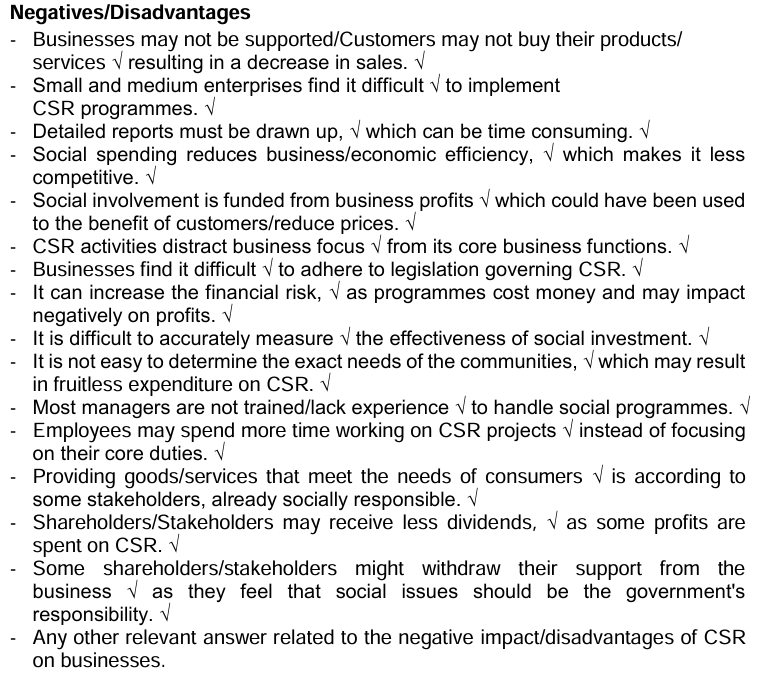 Negatives/Disadvantages
- Businesses may not be supported/Customers may not buy their products/
services √ resulting in a decrease in sales. √
- Small and medium enterprises find it difficult √ to implement
CSR programmes. √
- Detailed reports must be drawn up, √ which can be time consuming. √
- Social spending reduces business/economic efficiency, √ which makes it less
competitive. √
- Social involvement is funded from business profits √ which could have been used
to the benefit of customers/reduce prices. √
- CSR activities distract business focus √ from its core business functions. √
- Businesses find it difficult √ to adhere to legislation governing CSR. √
- It can increase the financial risk, √ as programmes cost money and may impact
negatively on profits. √
- It is difficult to accurately measure √ the effectiveness of social investment. √
- It is not easy to determine the exact needs of the communities, √ which may result
in fruitless expenditure on CSR. √
- Most managers are not trained/lack experience √ to handle social programmes. √
- Employees may spend more time working on CSR projects √ instead of focusing
on their core duties. √
- Providing goods/services that meet the needs of consumers √ is according to
some stakeholders, already socially responsible. √
- Shareholders/Stakeholders may receive less dividends, √ as some profits are
spent on CSR. √
- Some shareholders/stakeholders might withdraw their support from the
business √ as they feel that social issues should be the government's
responsibility. √
- Any other relevant answer related to the negative impact/disadvantages of CSR
on businesses.